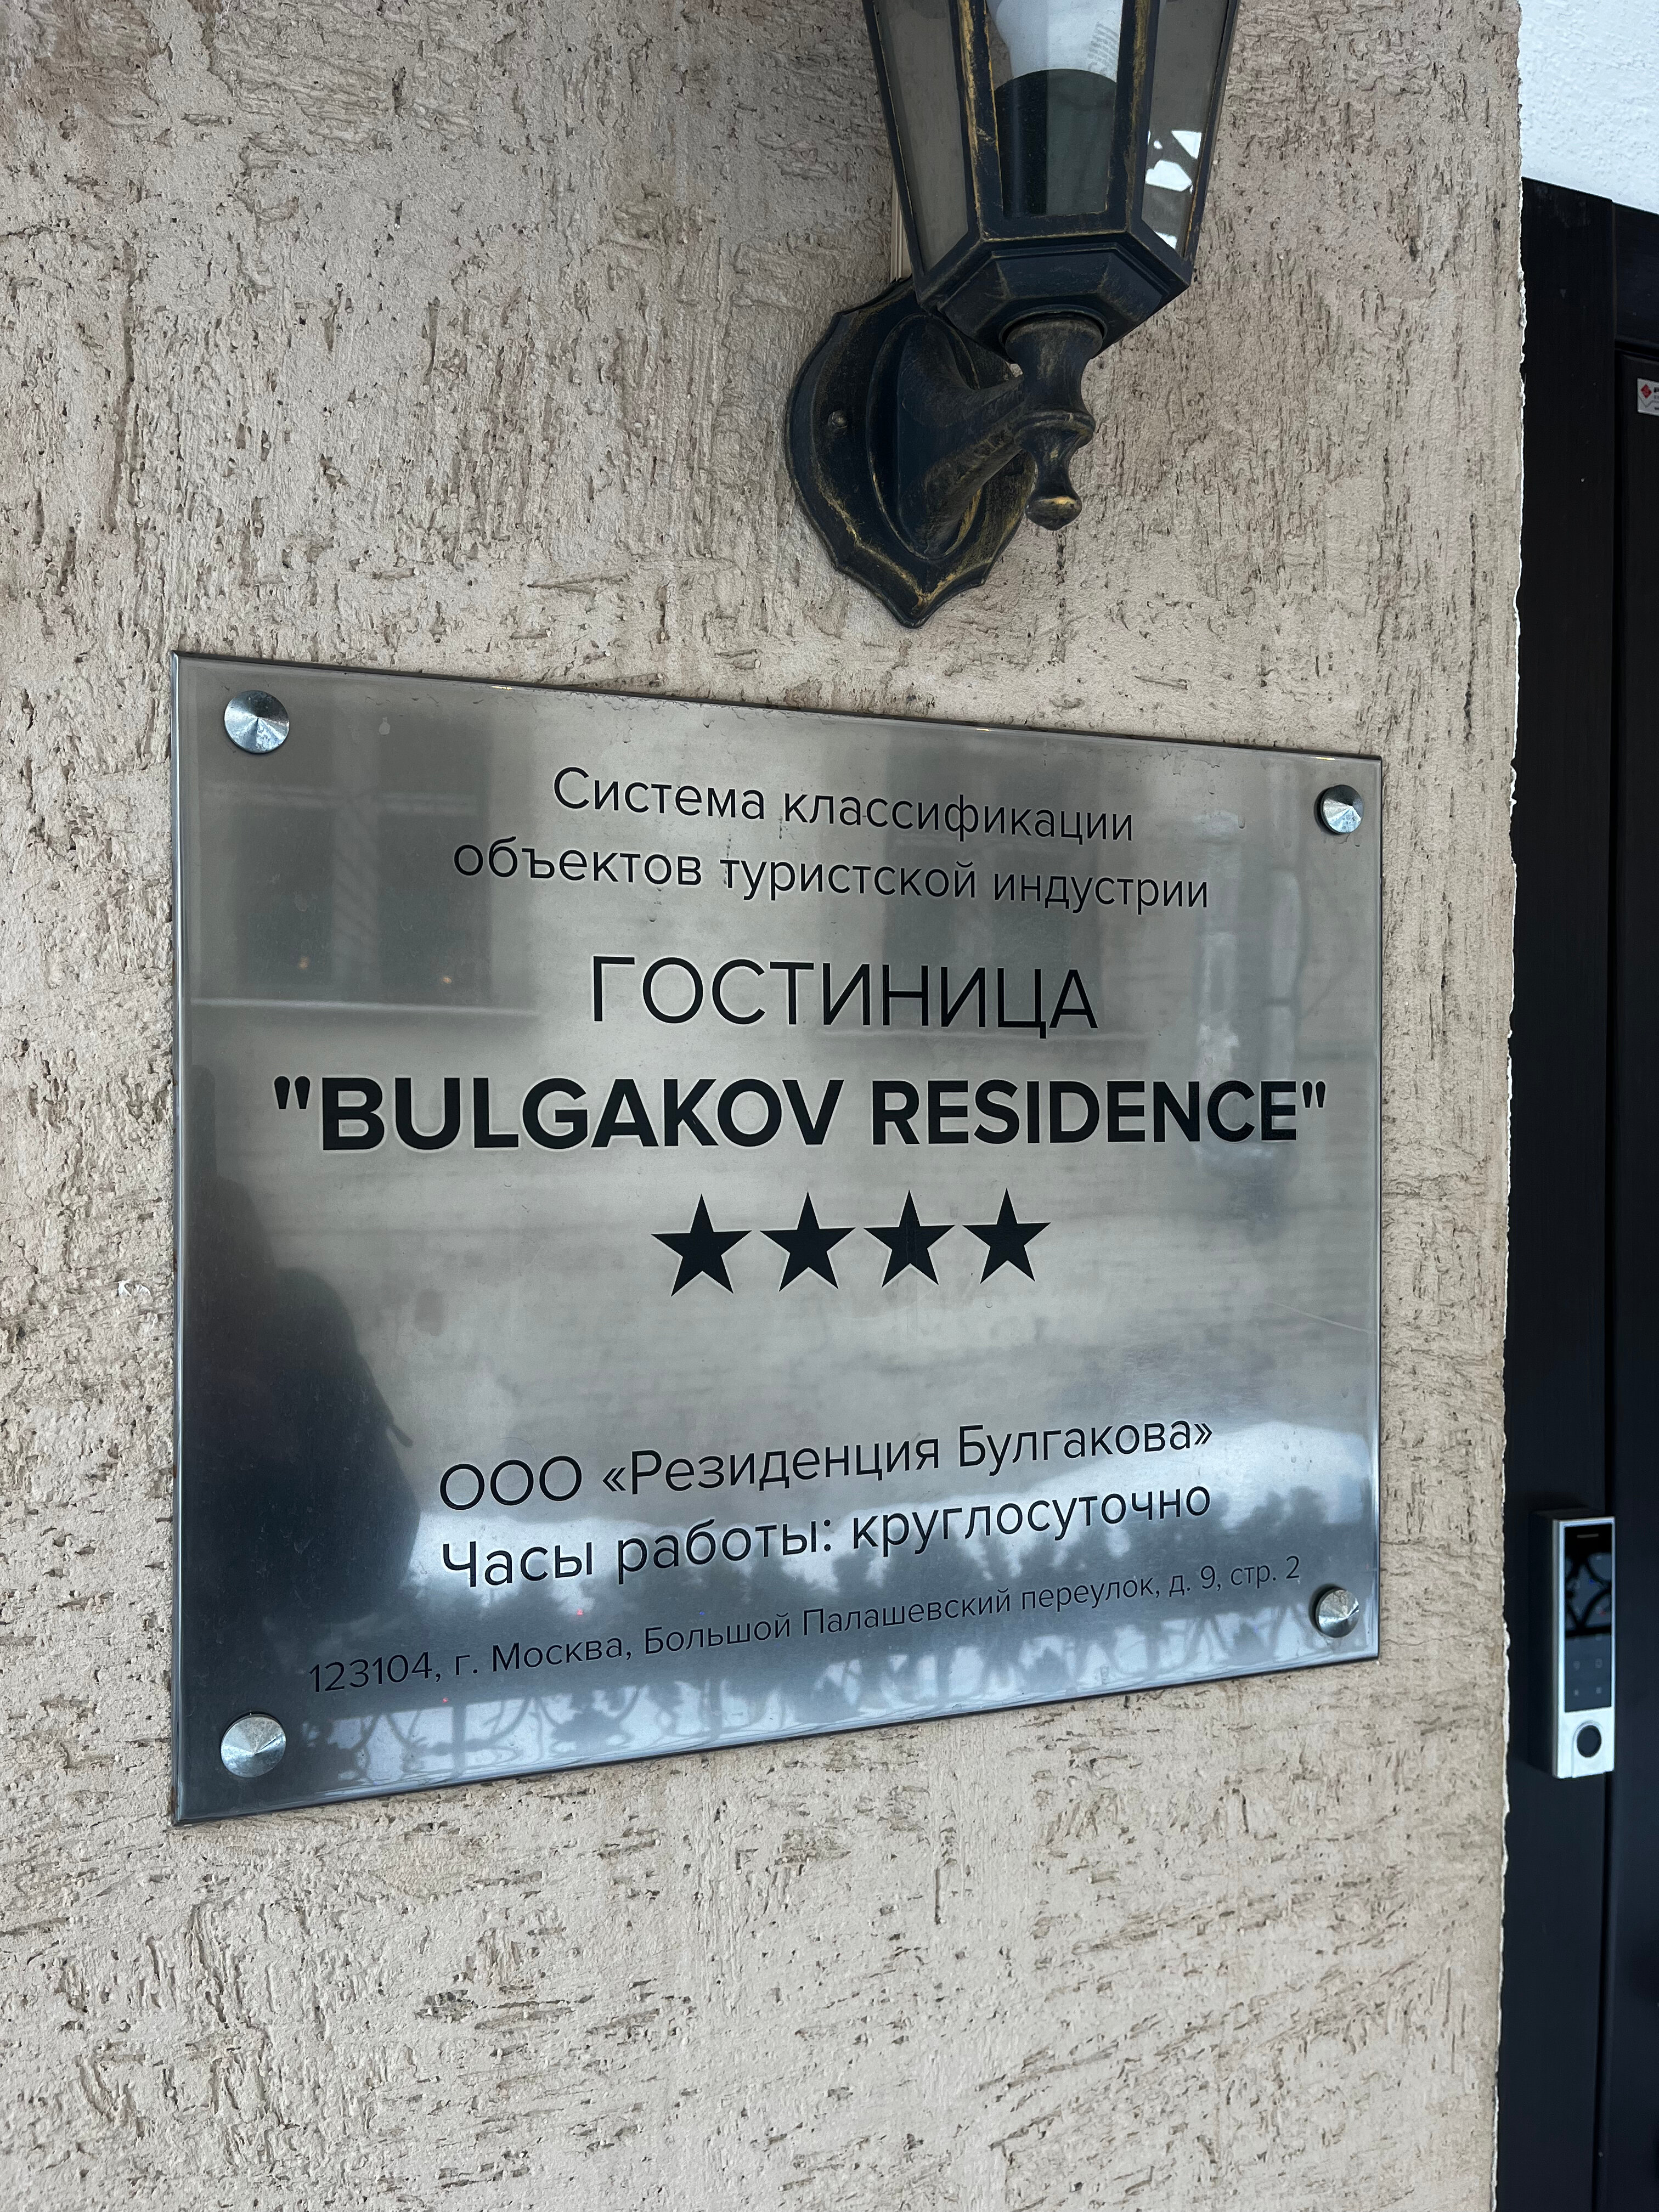 Система классификации
объектов туристской индустрии
ГОСТИНИЦА
"BULGAKOV RESIDENCE"
★★★★
ООО «Резиденция Булгакова»
Часы работы: круглосуточно
123104, г. Москва, Большой Палашевский переулок, д. 9, стр. 2